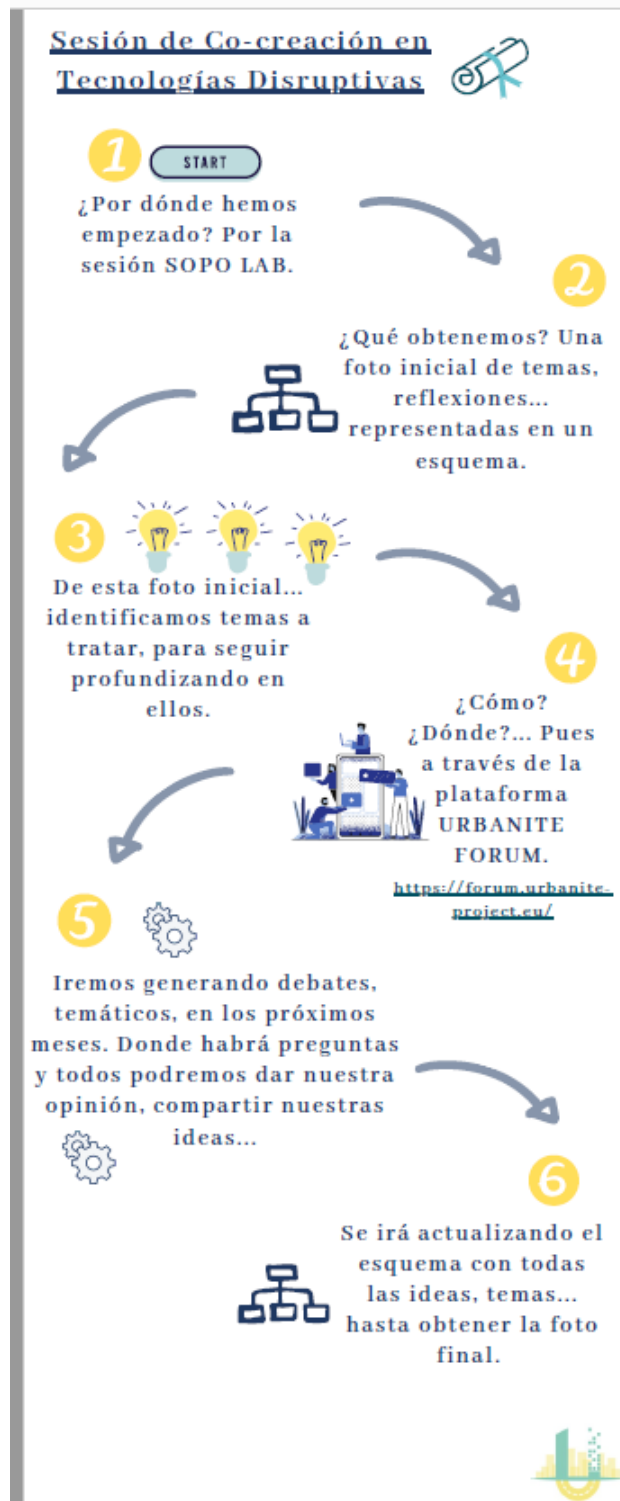 Sesión de Co-creación en
Tecnologías Disruptivas
1
START
¿Por dónde hemos
empezado? Por la
sesión SOPO LAB.
2
¿Qué obtenemos? Una
foto inicial de temas,
reflexiones...
representadas en un
esquema.
3
De esta foto inicial...
identificamos temas a
tratar, para seguir
profundizando en
ellos.
4
¿Cómo?
¿Dónde?... Pues
a través de la
plataforma
URBANITE
FORUM.
https://forum.urbanite-
project.eu/
5
Iremos generando debates,
temáticos, en los próximos
meses. Donde habrá preguntas
y todos podremos dar nuestra
opinión, compartir nuestras
ideas...
6
Se irá actualizando el
esquema con todas
las ideas, temas...
hasta obtener la foto
final.